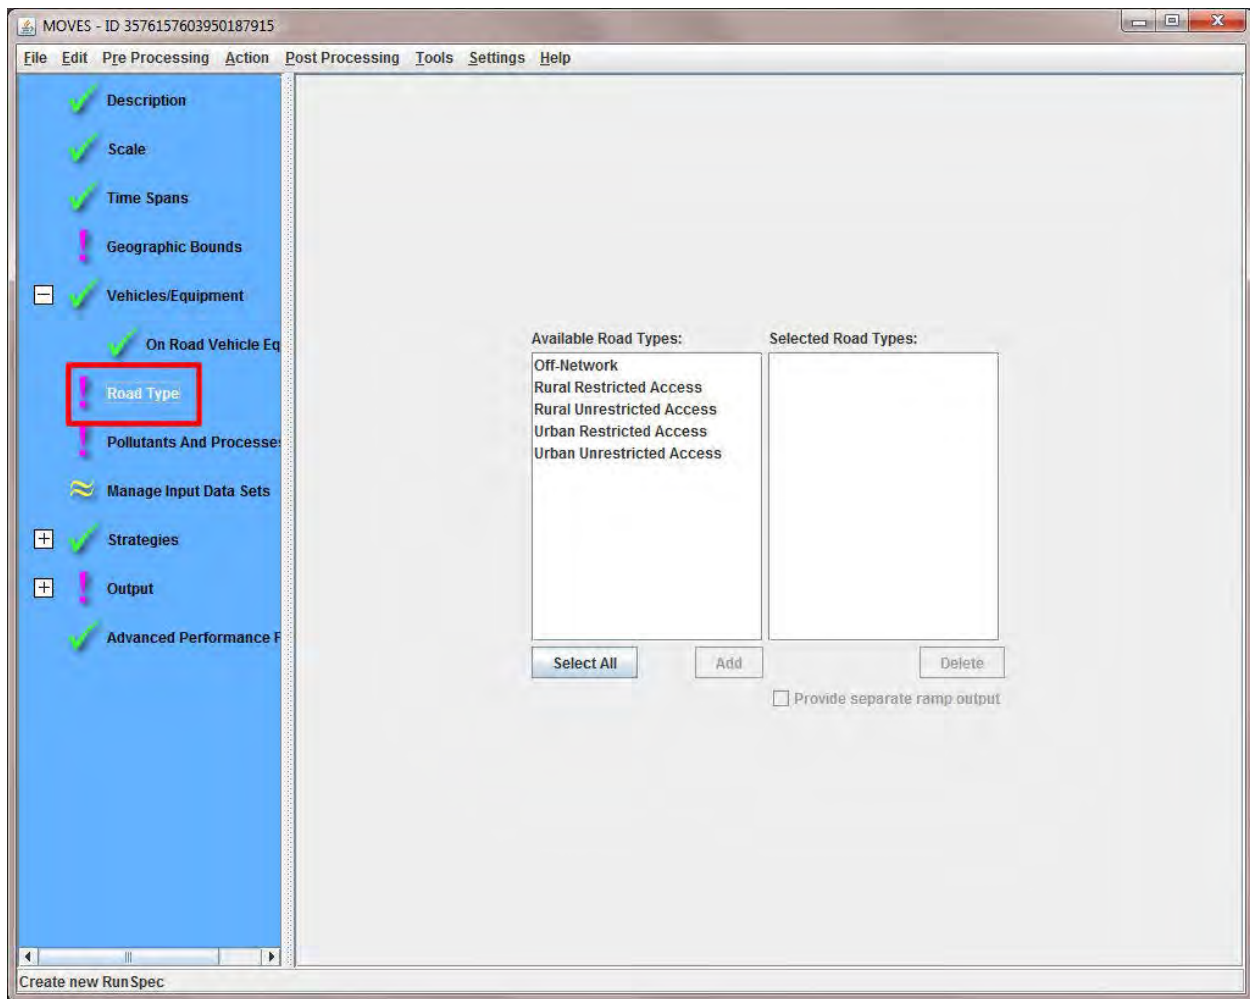 MOVES - ID 3576157603950187915
File Edit Pre Processing Action Post Processing Tools Settings Help
Description
Scale
Time Spans
Geographic Bounds
Vehicles/Equipment
On Road Vehicle Eq
Road Type
Pollutants And Processe
Manage Input Data Sets
Strategies
Output
Advanced Performance F
Available Road Types:
Off-Network
Rural Restricted Access
Rural Unrestricted Access
Urban Restricted Access
Urban Unrestricted Access
Selected Road Types:
Select All
Add
Delete
Provide separate ramp output
Create new RunSpec